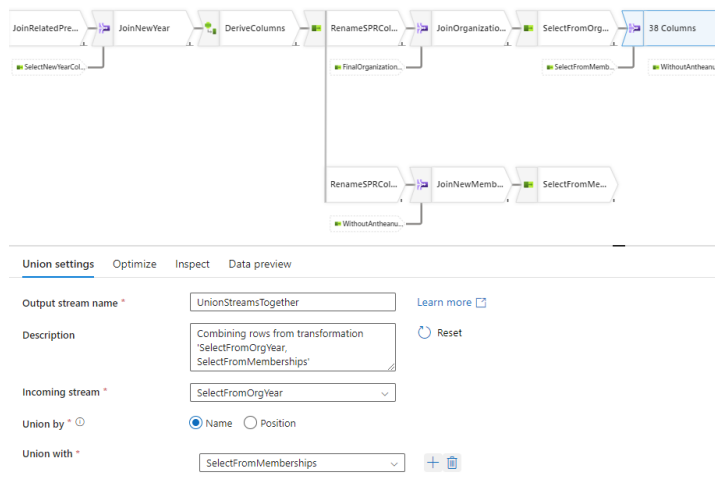 JoinRelatedPre...
JoinNewYear
DeriveColumns
RenameSPRCol...
JoinOrganizatio...
SelectFromOrg...
38 Columns
SelectNewYearCol...
FinalOrganization...
SelectFromMemb...
WithoutAntheanu
RenameSPRCol...
JoinNewMemb...
SelectFromMe...
WithoutAntheanu...
Union settings
Optimize
Inspect
Data preview
Output stream name *
UnionStreamsTogether
Learn more
Description
Combining rows from transformation
'SelectFromOrgYear,
SelectFromMemberships'
Reset
Incoming stream *
SelectFromOrgYear
Union by *
Name
Position
Union with *
SelectFromMemberships